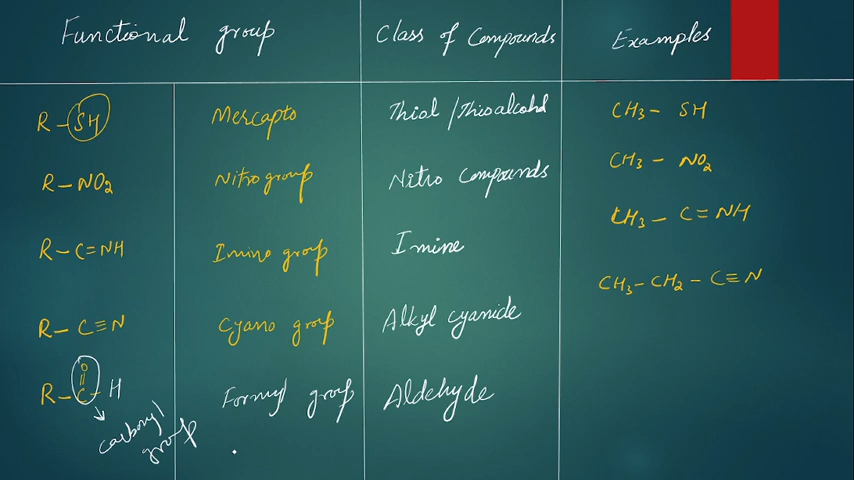 Functional group Class of Compounds Examples
R-SH Mercapto Thiol/Thioalcohol CH3- SH
R-NO2 Nitro group Nitro Compounds CH3- NO2
R-C=NH Imino group Imine CH3- C=NH
R- C≡N Cyano group Alkyl cyanide CH3-CH2-C≡N
O
R-C-H Formyl group Aldehyde
carbonyl
group